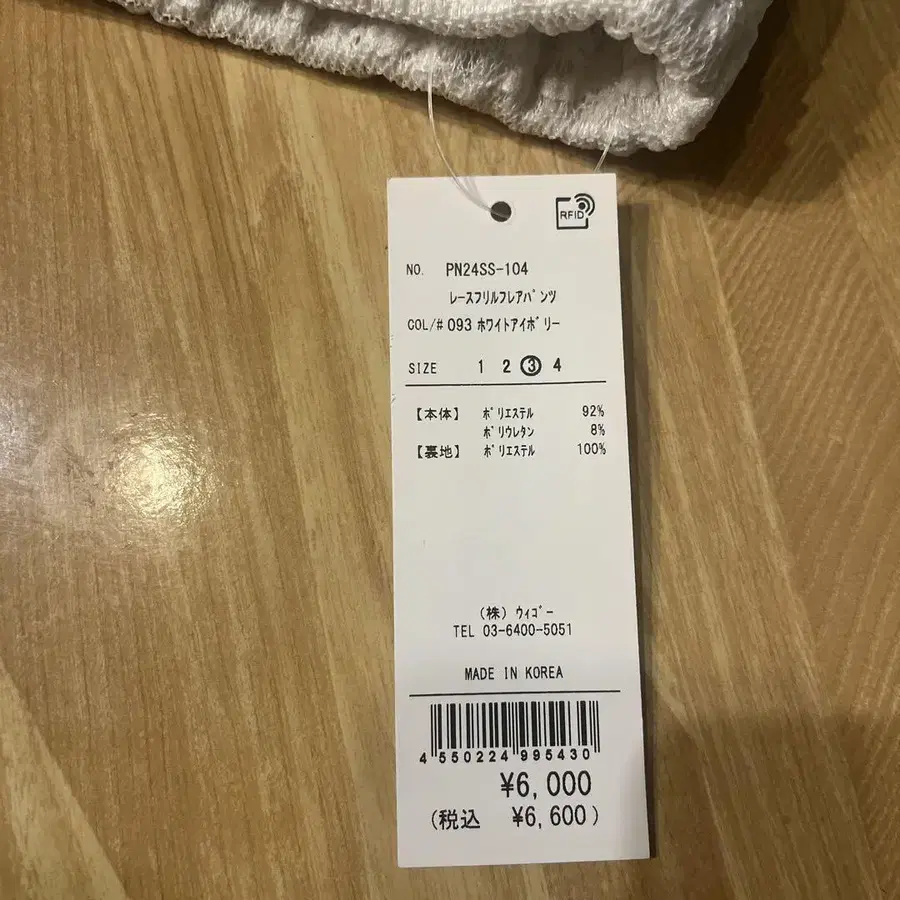 RFID
NO. PN24SS-104
レースフリルフレアパンツ
COL/# 093 ホワイトアイボリー
SIZE 1 2 3 4
【本体】 ポリエステル 92%
ポリウレタン 8%
【裏地】 ポリエステル 100%
(株) ウィゴー
TEL 03-6400-5051
MADE IN KOREA
4 550224 995430
¥6,000
(税込 ¥6,600)